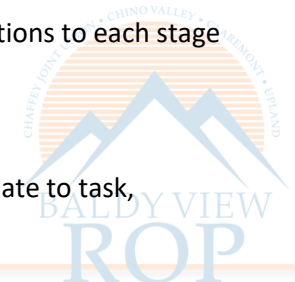 tions to each stage
CHAFFEY JOINT UNION • CHINO VALLEY • CLAREMONT • UPLAND
ate to task,
BALDY VIEW
ROP